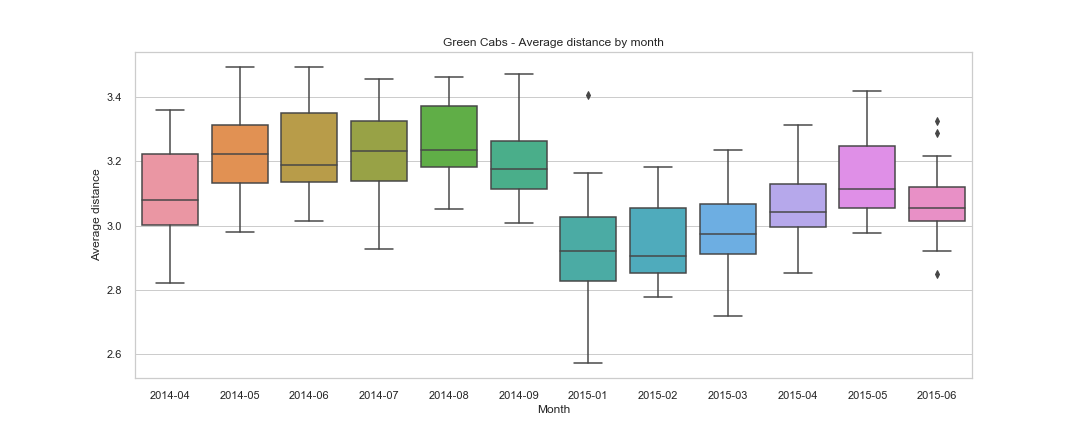 Green Cabs - Average distance by month
Average distance
3.4
3.2
3.0
2.8
2.6
2014-04 2014-05 2014-06 2014-07 2014-08 2014-09 2015-01 2015-02 2015-03 2015-04 2015-05 2015-06
Month